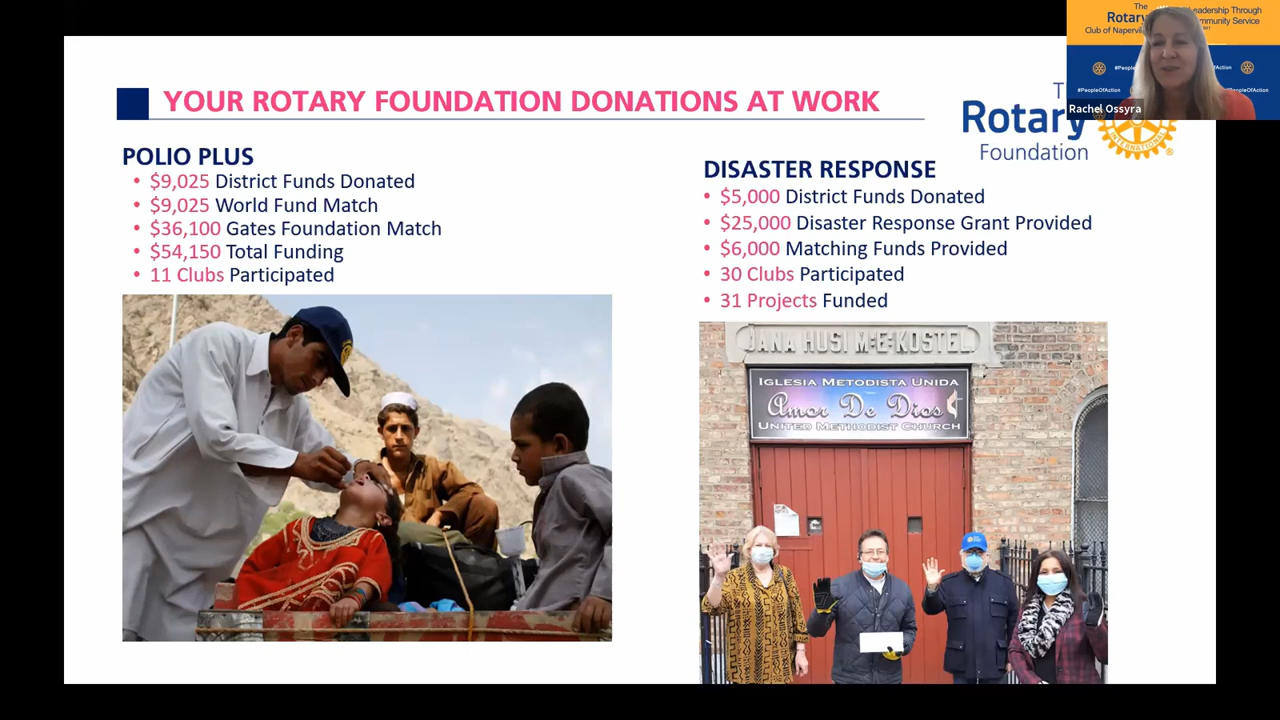 YOUR ROTARY FOUNDATION DONATIONS AT WORK
POLIO PLUS
• $9,025 District Funds Donated
• $9,025 World Fund Match
• $36,100 Gates Foundation Match
• $54,150 Total Funding
• 11 Clubs Participated
DISASTER RESPONSE
• $5,000 District Funds Donated
• $25,000 Disaster Response Grant Provided
• $6,000 Matching Funds Provided
• 30 Clubs Participated
• 31 Projects Funded
JANA HUSI M·E·KOSTEL
IGLESIA METODISTA UNIDA
Amor De Dios
UNITED METHODIST CHURCH
Rotary
Foundation
INTERNATIONAL
The
Rotary
Leadership Through
Community Service
#PeopleOfAction
Rachel Ossyra